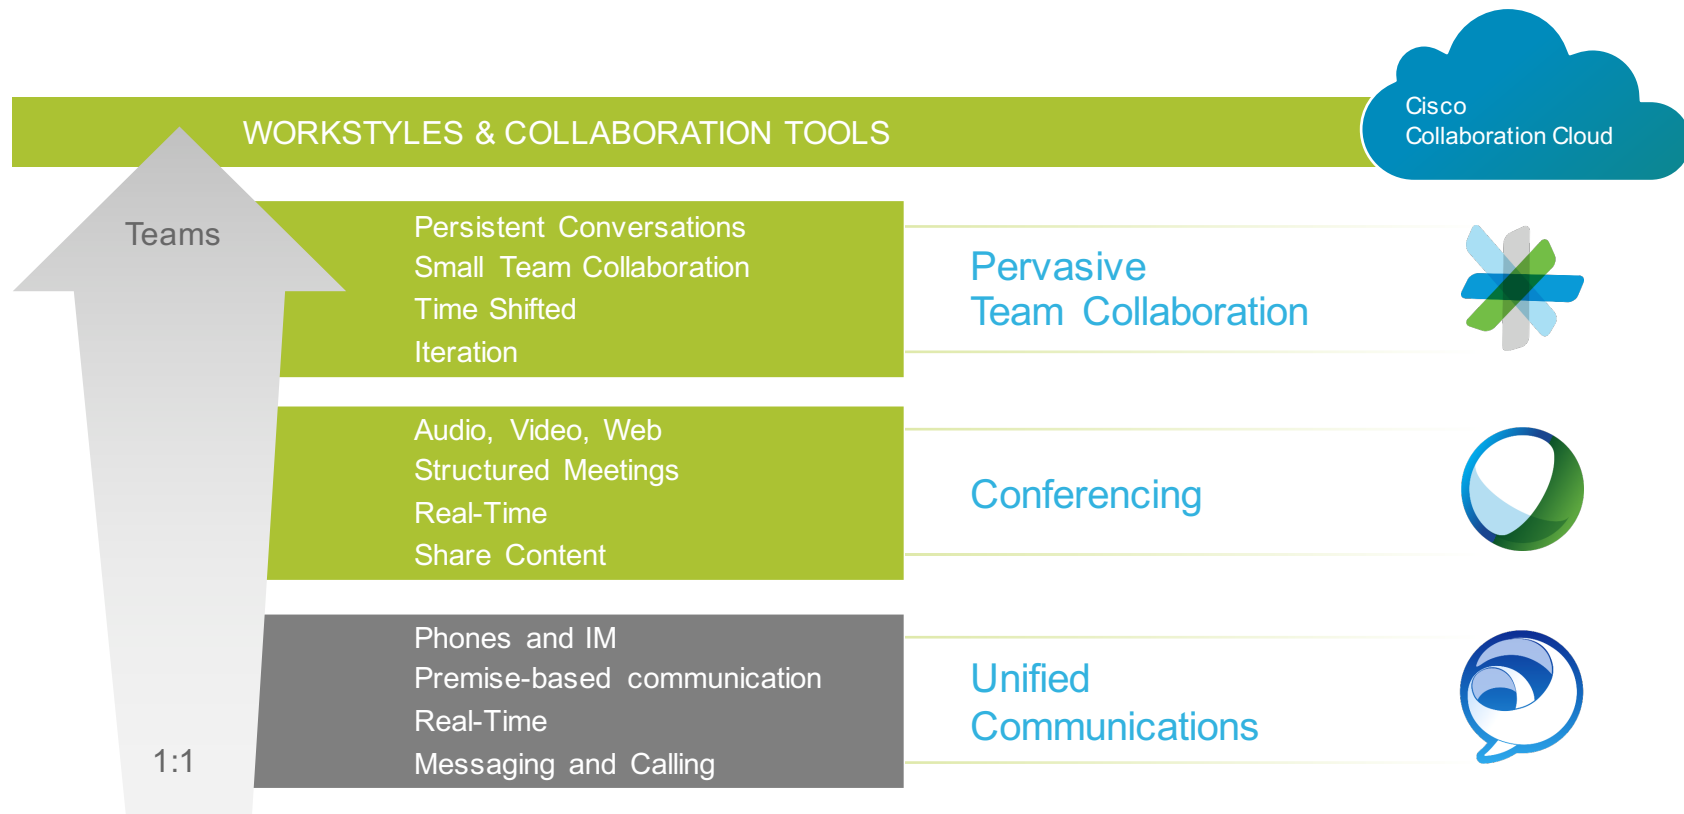 Cisco
Collaboration Cloud
WORKSTYLES & COLLABORATION TOOLS
Teams
Persistent Conversations
Small Team Collaboration
Time Shifted
Iteration
Pervasive
Team Collaboration
Audio, Video, Web
Structured Meetings
Real-Time
Share Content
Conferencing
Phones and IM
Premise-based communication
Real-Time
Messaging and Calling
Unified
Communications
1:1